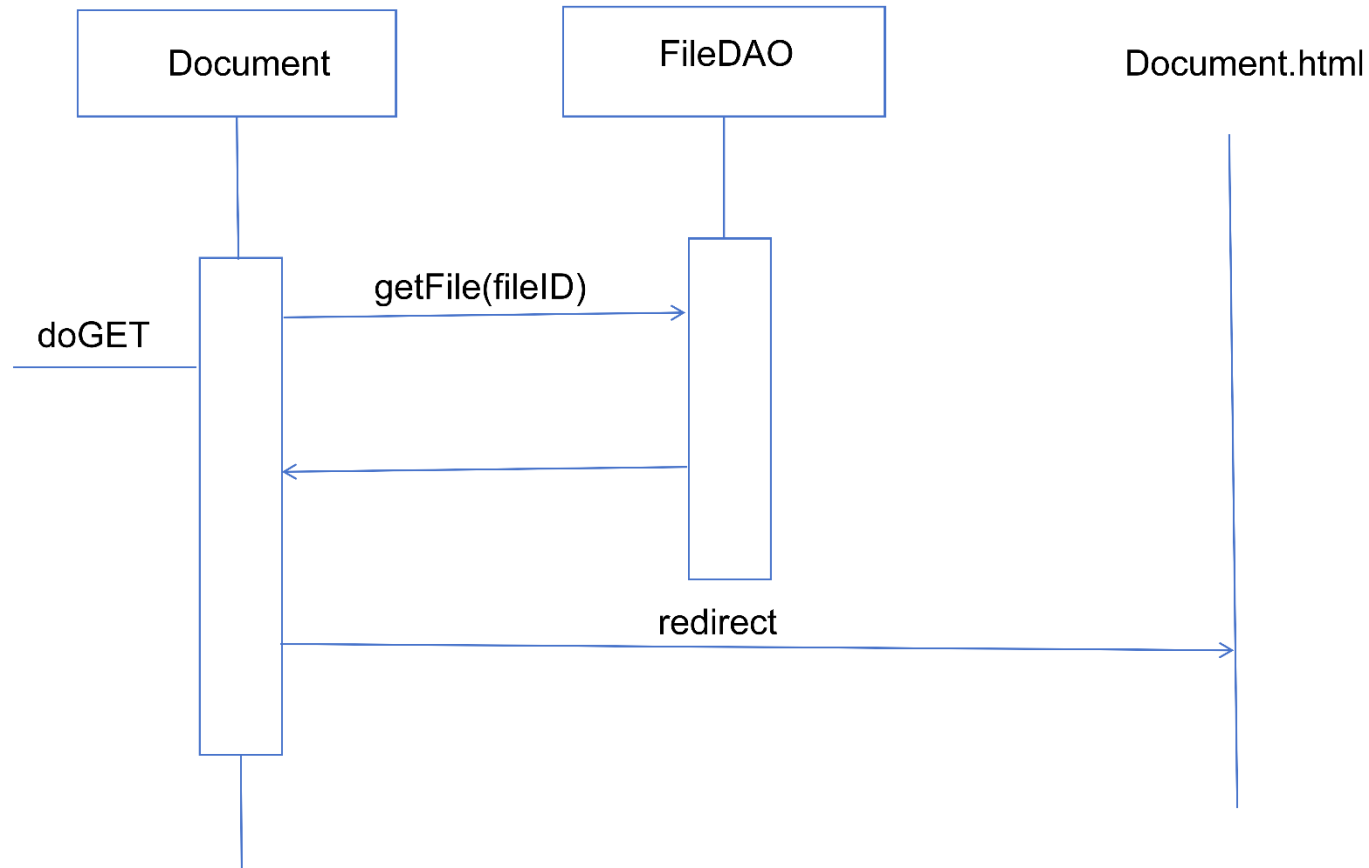 Document
FileDAO
Document.html
getFile(fileID)
doGET
redirect